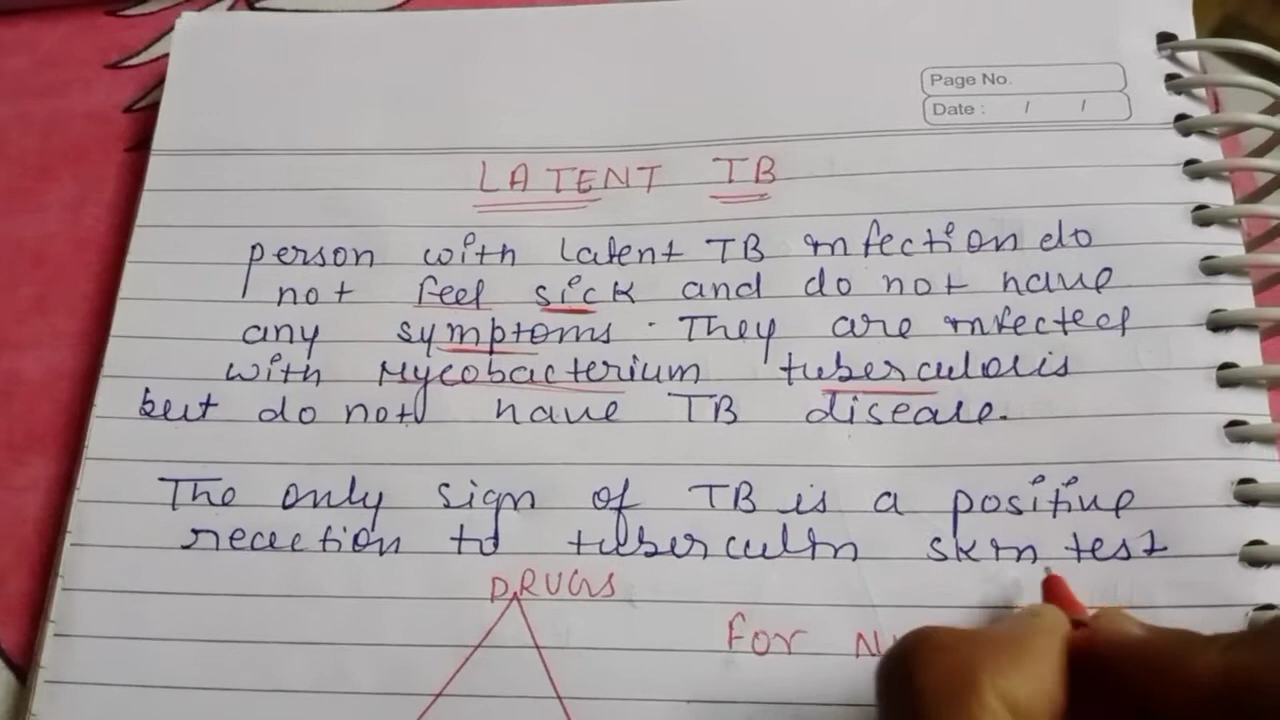 Page No.
Date : / /
LATENT TB
person with latent TB infection do
not feel sick and do not have
any symptoms. They are infected
with Mycobacterium tuberculosis
but do not have TB disease.
The only sign of TB is a positive
reaction to tuberculin skin test
DRUGS
For